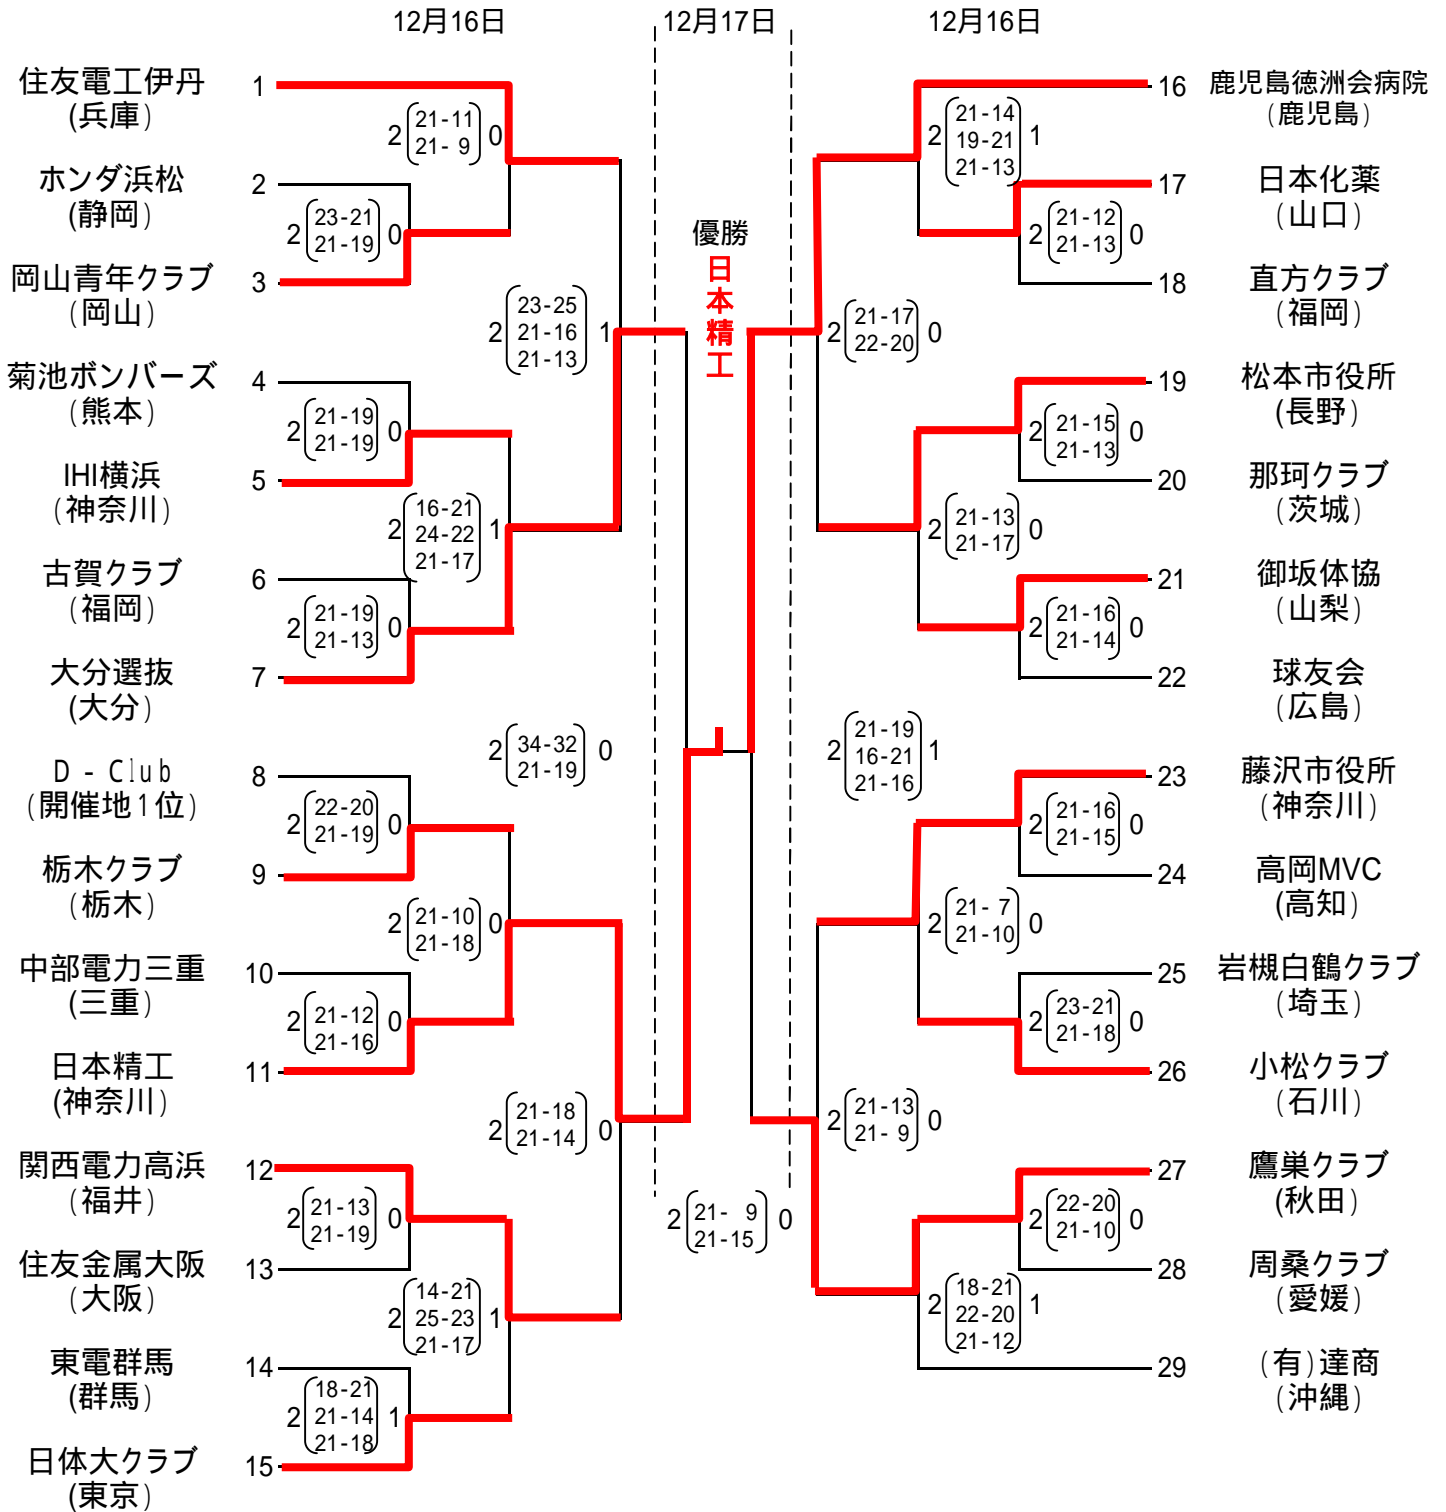 12月16日
12月17日
12月16日
住友電工伊丹
(兵庫)
1
2
21-11
21- 9
0
ホンダ浜松
(静岡)
2
2
23-21
21-19
0
岡山青年クラブ
(岡山)
3
2
23-25
21-16
21-13
1
菊池ボンバーズ
(熊本)
4
2
21-19
21-19
0
IHI横浜
(神奈川)
5
2
16-21
24-22
21-17
1
古賀クラブ
(福岡)
6
2
21-19
21-13
0
大分選抜
(大分)
7
2
34-32
21-19
0
D - Club
(開催地1位)
8
2
22-20
21-19
0
栃木クラブ
(栃木)
9
2
21-10
21-18
0
中部電力三重
(三重)
10
2
21-12
21-16
0
日本精工
(神奈川)
11
2
21-18
21-14
0
関西電力高浜
(福井)
12
2
21-13
21-19
0
住友金属大阪
(大阪)
13
2
14-21
25-23
21-17
1
東電群馬
(群馬)
14
2
18-21
21-14
21-18
1
日体大クラブ
(東京)
15
優勝
日本精工
2
21- 9
21-15
0
16
鹿児島徳洲会病院
(鹿児島)
2
21-14
19-21
21-13
1
17
日本化薬
(山口)
2
21-12
21-13
0
18
直方クラブ
(福岡)
2
21-17
22-20
0
19
松本市役所
(長野)
2
21-15
21-13
0
20
那珂クラブ
(茨城)
2
21-13
21-17
0
21
御坂体協
(山梨)
2
21-16
21-14
0
22
球友会
(広島)
2
21-19
16-21
21-16
1
23
藤沢市役所
(神奈川)
2
21-16
21-15
0
24
高岡MVC
(高知)
2
21- 7
21-10
0
25
岩槻白鶴クラブ
(埼玉)
2
23-21
21-18
0
26
小松クラブ
(石川)
2
21-13
21- 9
0
27
鷹巣クラブ
(秋田)
2
22-20
21-10
0
28
周桑クラブ
(愛媛)
2
18-21
22-20
21-12
1
29
(有)達商
(沖縄)